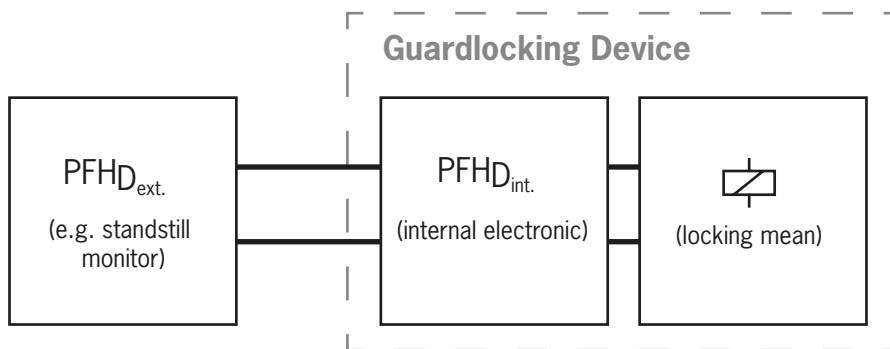 Guardlocking Device
PFHDext.
(e.g. standstill
monitor)
PFHDint.
(internal electronic)
(locking mean)